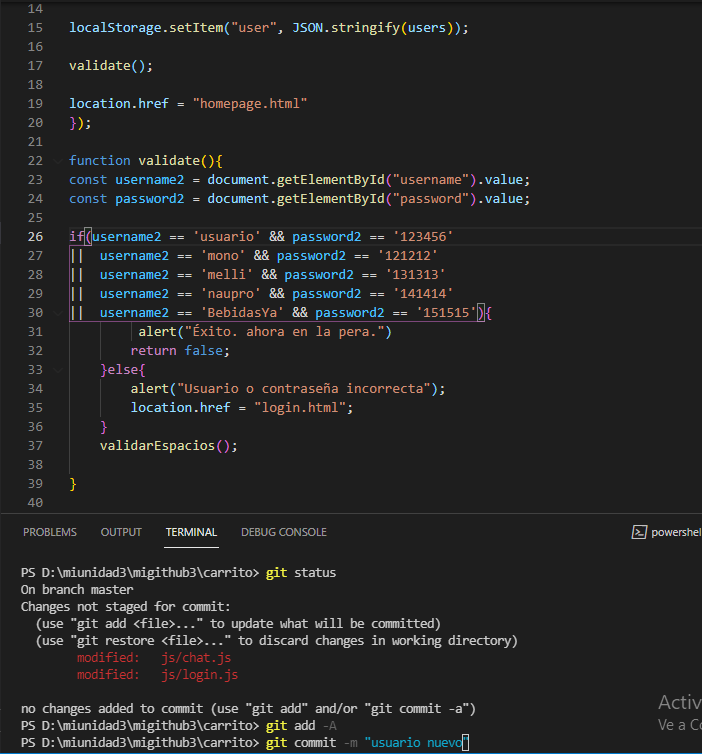 14
15 localStorage.setItem("user", JSON.stringify(users));
16
17 validate();
18
19 location.href = "homepage.html"
20 });
21
22 function validate(){
23 const username2 = document.getElementById("username").value;
24 const password2 = document.getElementById("password").value;
25
26 if(username2 == 'usuario' && password2 == '123456'
27 || username2 == 'mono' && password2 == '121212'
28 || username2 == 'melli' && password2 == '131313'
29 || username2 == 'naupro' && password2 == '141414'
30 || username2 == 'BebidasYa' && password2 == '151515'){
31 alert("Éxito. ahora en la pera.")
32 return false;
33 }else{
34 alert("Usuario o contraseña incorrecta");
35 location.href = "login.html";
36 }
37 validarEspacios();
38
39 }
40
PROBLEMS OUTPUT TERMINAL DEBUG CONSOLE powershel
PS D:\miunidad3\migithub3\carrito> git status
On branch master
Changes not staged for commit:
(use "git add <file>..." to update what will be committed)
(use "git restore <file>..." to discard changes in working directory)
modified: js/chat.js
modified: js/login.js
no changes added to commit (use "git add" and/or "git commit -a")
PS D:\miunidad3\migithub3\carrito> git add -A
PS D:\miunidad3\migithub3\carrito> git commit -m "usuario nuevo"
Activ
Ve a Co